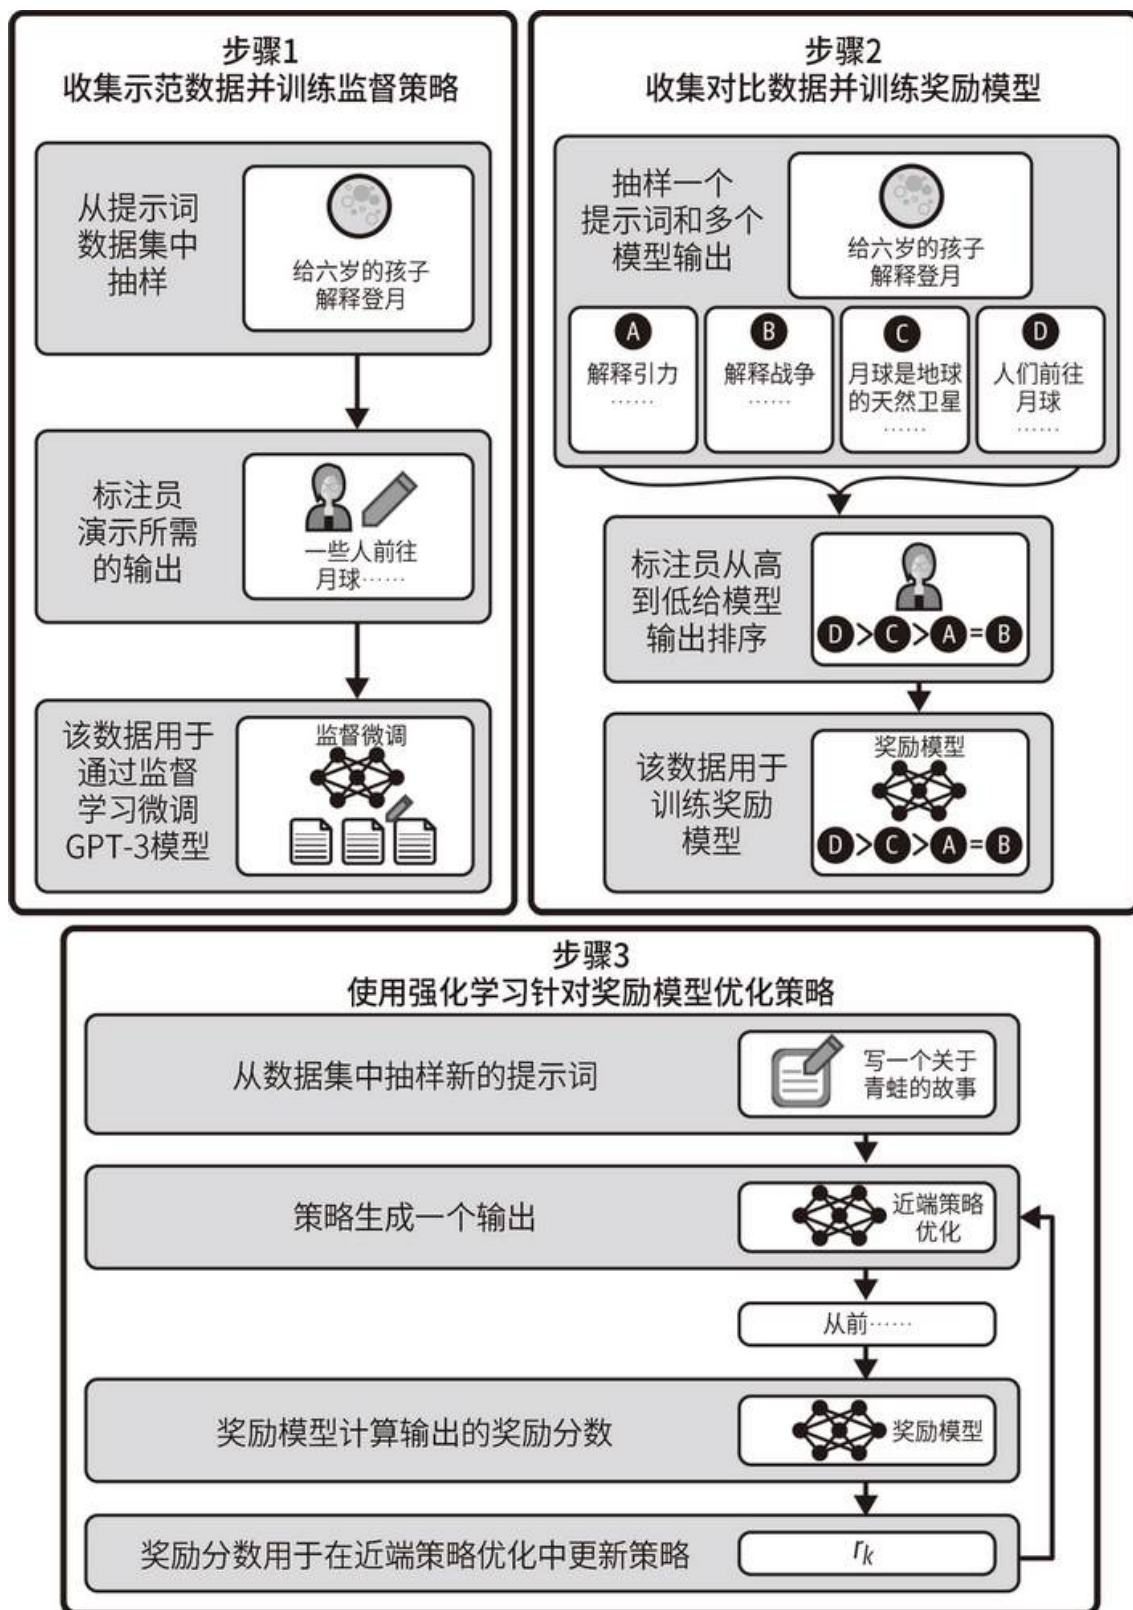 步骤1
收集示范数据并训练监督策略
从提示词
数据集中
抽样
给六岁的孩子
解释登月
标注员
演示所需
的输出
一些人前往
月球……
该数据用于
通过监督
学习微调
GPT-3模型
监督微调
步骤2
收集对比数据并训练奖励模型
抽样一个
提示词和多个
模型输出
给六岁的孩子
解释登月
A
解释引力
……
B
解释战争
……
C
月球是地球
的天然卫星
……
D
人们前往
月球
……
标注员从高
到低给模型
输出排序
D>C>A=B
该数据用于
训练奖励
模型
奖励模型
D>C>A=B
步骤3
使用强化学习针对奖励模型优化策略
从数据集中抽样新的提示词
写一个关于
青蛙的故事
策略生成一个输出
近端策略
优化
从前……
奖励模型计算输出的奖励分数
奖励模型
奖励分数用于在近端策略优化中更新策略
rk